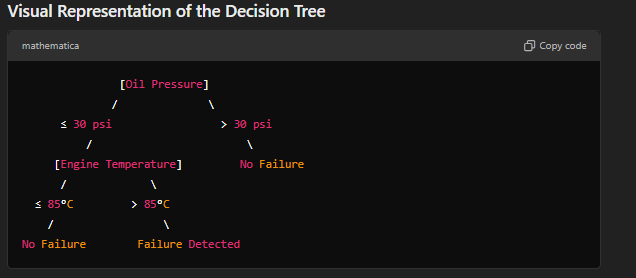 Visual Representation of the Decision Tree
mathematica Copy code
[Oil Pressure]
/ \
≤ 30 psi > 30 psi
/ \
[Engine Temperature] No Failure
/ \
≤ 85°C > 85°C
/ \
No Failure Failure Detected